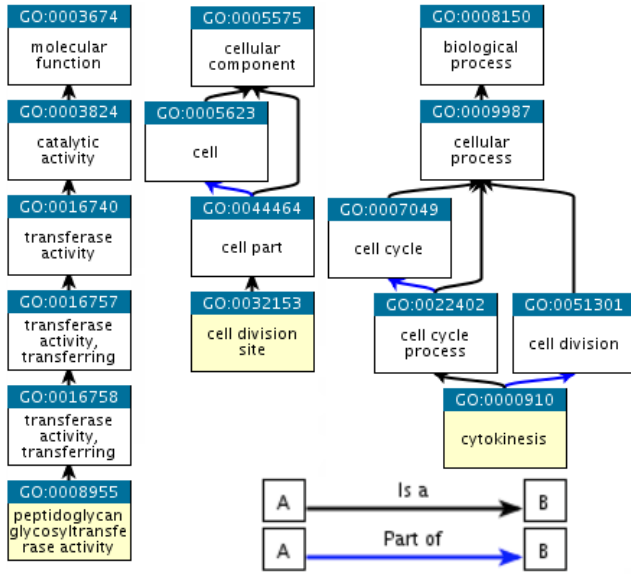 GO:0003674
molecular
function
GO:0003824
catalytic
activity
GO:0016740
transferase
activity
GO:0016757
transferase
activity,
transferring
GO:0016758
transferase
activity,
transferring
GO:0008955
peptidoglycan
glycosyltransfe
rase activity
GO:0005575
cellular
component
GO:0005623
cell
GO:0044464
cell part
GO:0032153
cell division
site
GO:0008150
biological
process
GO:0009987
cellular
process
GO:0007049
cell cycle
GO:0022402
cell cycle
process
GO:0051301
cell division
GO:0000910
cytokinesis
A
Is a
B
A
Part of
B